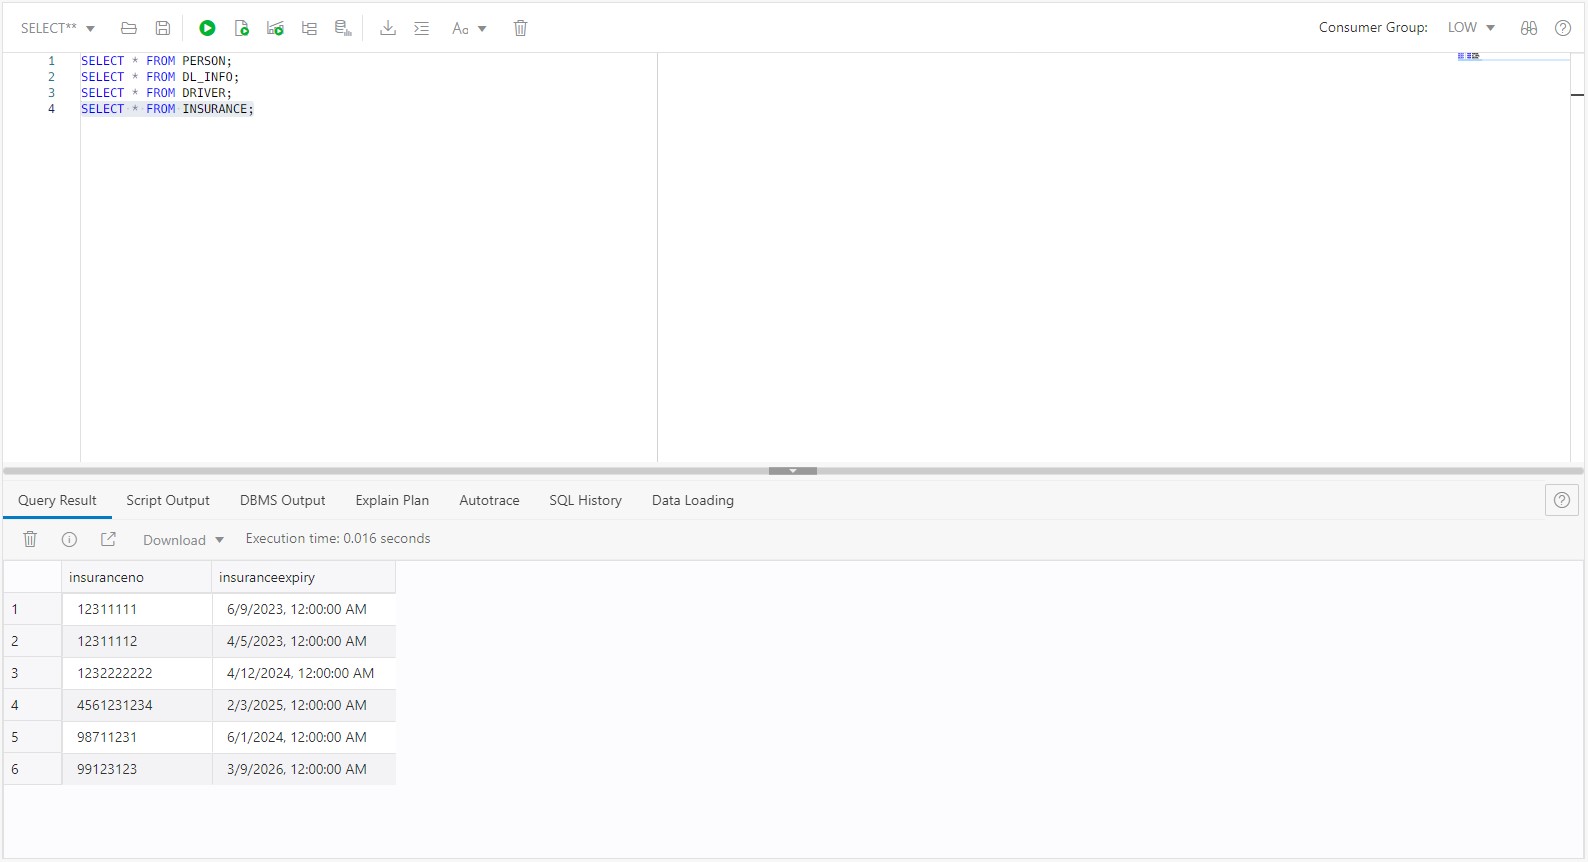 SELECT** Aa Consumer Group: LOW
1 SELECT * FROM PERSON;
2 SELECT * FROM DL_INFO;
3 SELECT * FROM DRIVER;
4 SELECT * FROM INSURANCE;
Query Result Script Output DBMS Output Explain Plan Autotrace SQL History Data Loading
Download Execution time: 0.016 seconds
insuranceno insuranceexpiry
1 12311111 6/9/2023, 12:00:00 AM
2 12311112 4/5/2023, 12:00:00 AM
3 1232222222 4/12/2024, 12:00:00 AM
4 4561231234 2/3/2025, 12:00:00 AM
5 98711231 6/1/2024, 12:00:00 AM
6 99123123 3/9/2026, 12:00:00 AM